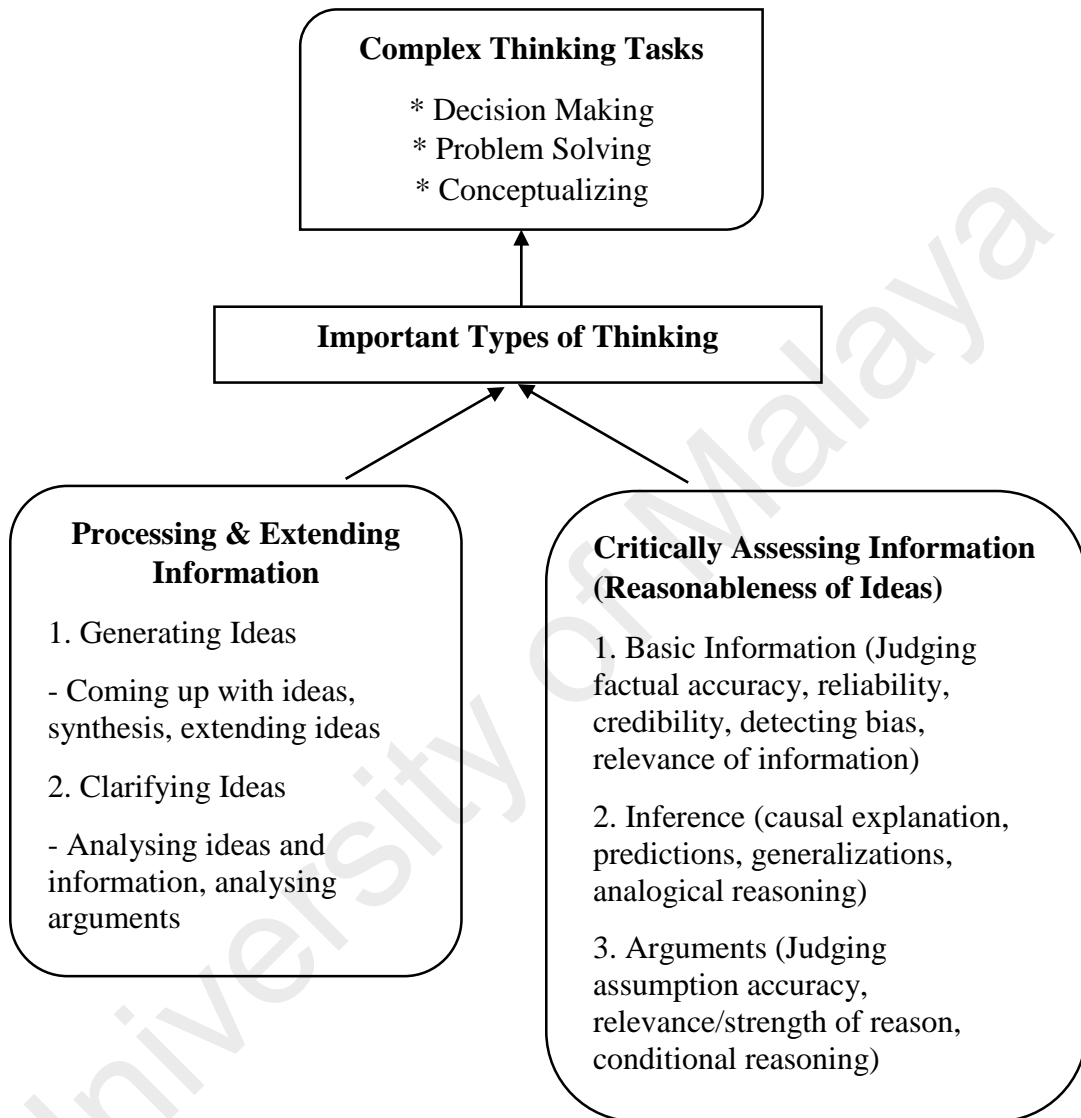 Complex Thinking Tasks
* Decision Making
* Problem Solving
* Conceptualizing
Important Types of Thinking
Processing & Extending
Information
1. Generating Ideas
- Coming up with ideas,
synthesis, extending ideas
2. Clarifying Ideas
- Analysing ideas and
information, analysing
arguments
Critically Assessing Information
(Reasonableness of Ideas)
1. Basic Information (Judging
factual accuracy, reliability,
credibility, detecting bias,
relevance of information)
2. Inference (causal explanation,
predictions, generalizations,
analogical reasoning)
3. Arguments (Judging
assumption accuracy,
relevance/strength of reason,
conditional reasoning)
University of Malaya